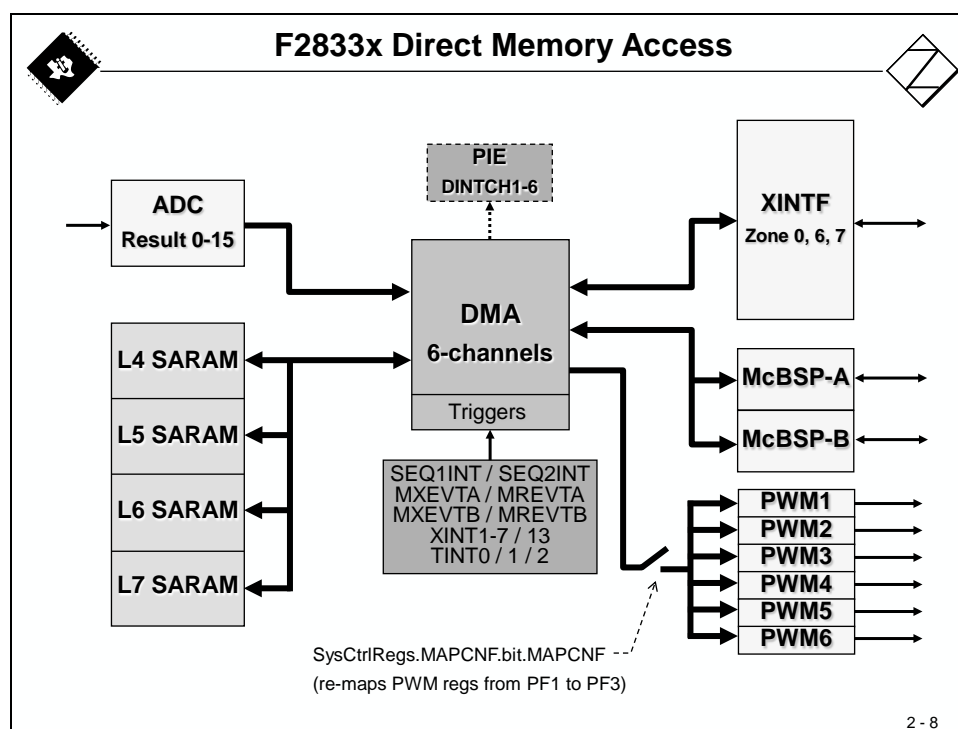 F2833x Direct Memory Access
PIE
DINTCH1-6
ADC
Result 0-15
XINTF
Zone 0, 6, 7
DMA
6-channels
Triggers
L4 SARAM
L5 SARAM
L6 SARAM
L7 SARAM
McBSP-A
McBSP-B
SEQ1INT / SEQ2INT
MXEVTA / MREVTA
MXEVTB / MREVTB
XINT1-7 / 13
TINT0 / 1 / 2
PWM1
PWM2
PWM3
PWM4
PWM5
PWM6
SysCtrlRegs.MAPCNF.bit.MAPCNF
(re-maps PWM regs from PF1 to PF3)
2 - 8